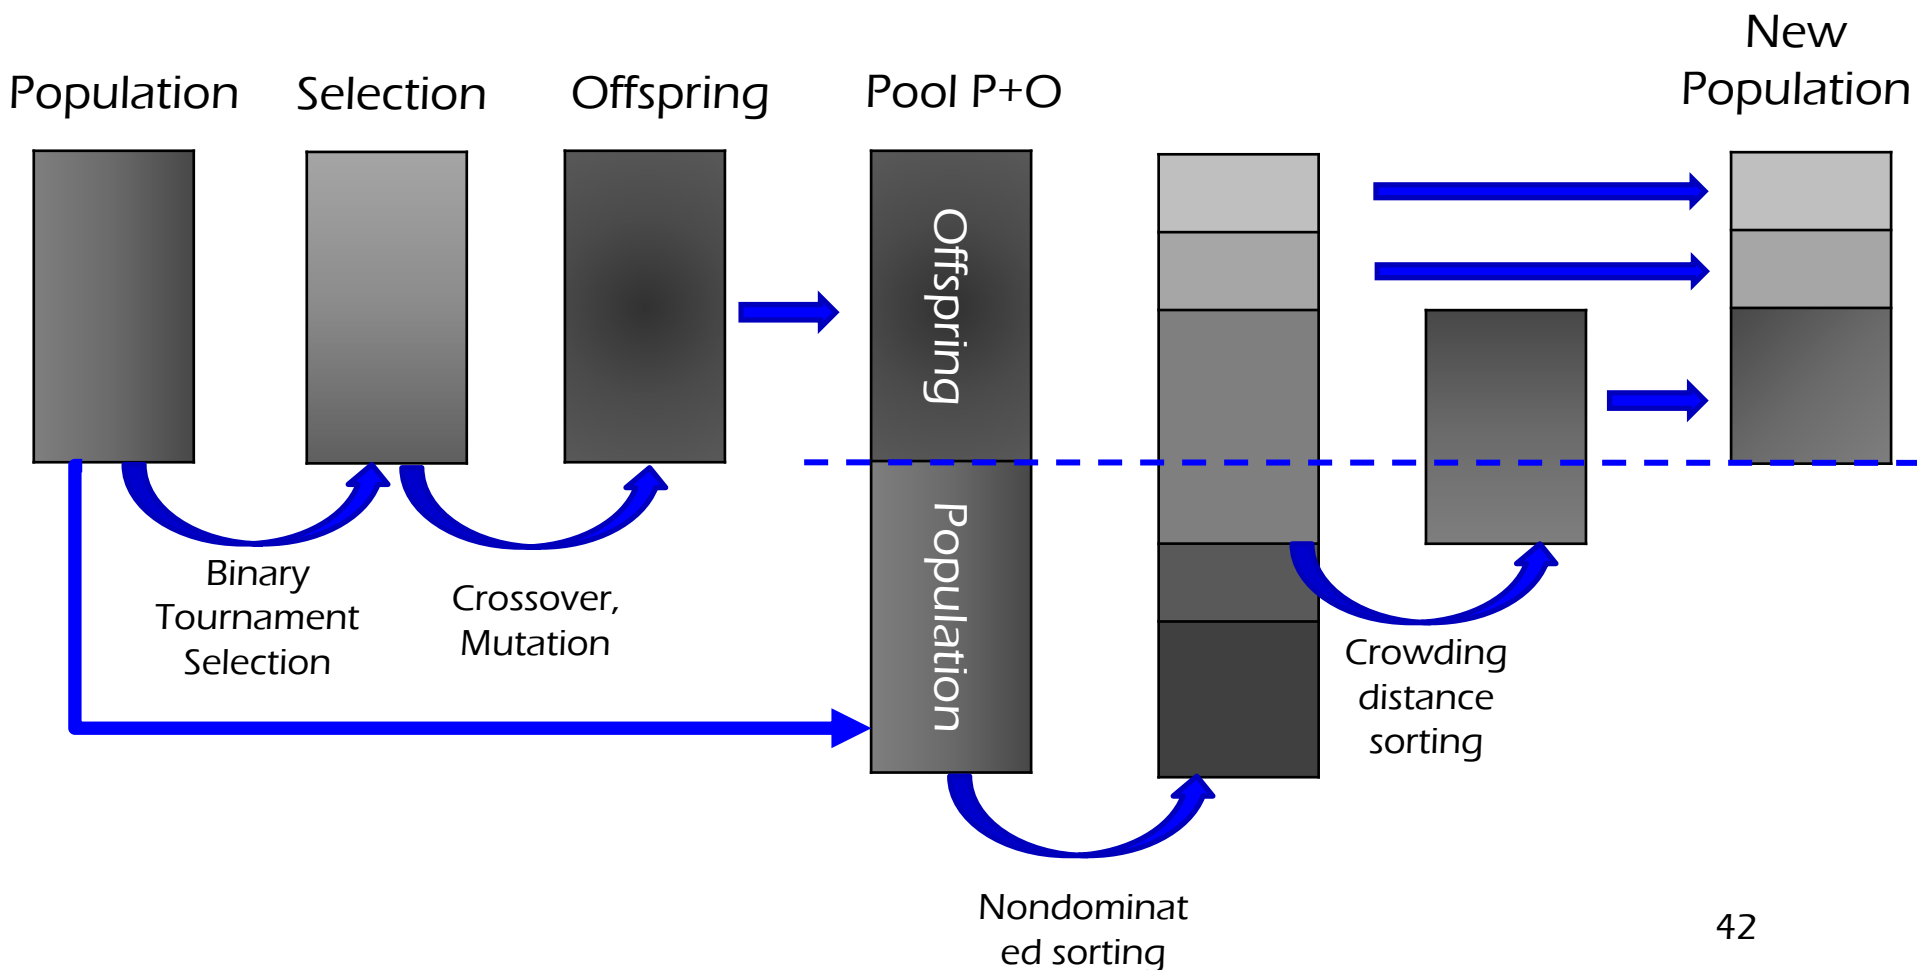 New
Population
Population
Selection
Offspring
Pool P+O
Offspring
Population
Binary
Tournament
Selection
Crossover,
Mutation
Crowding
distance
sorting
Nondominat
ed sorting
42